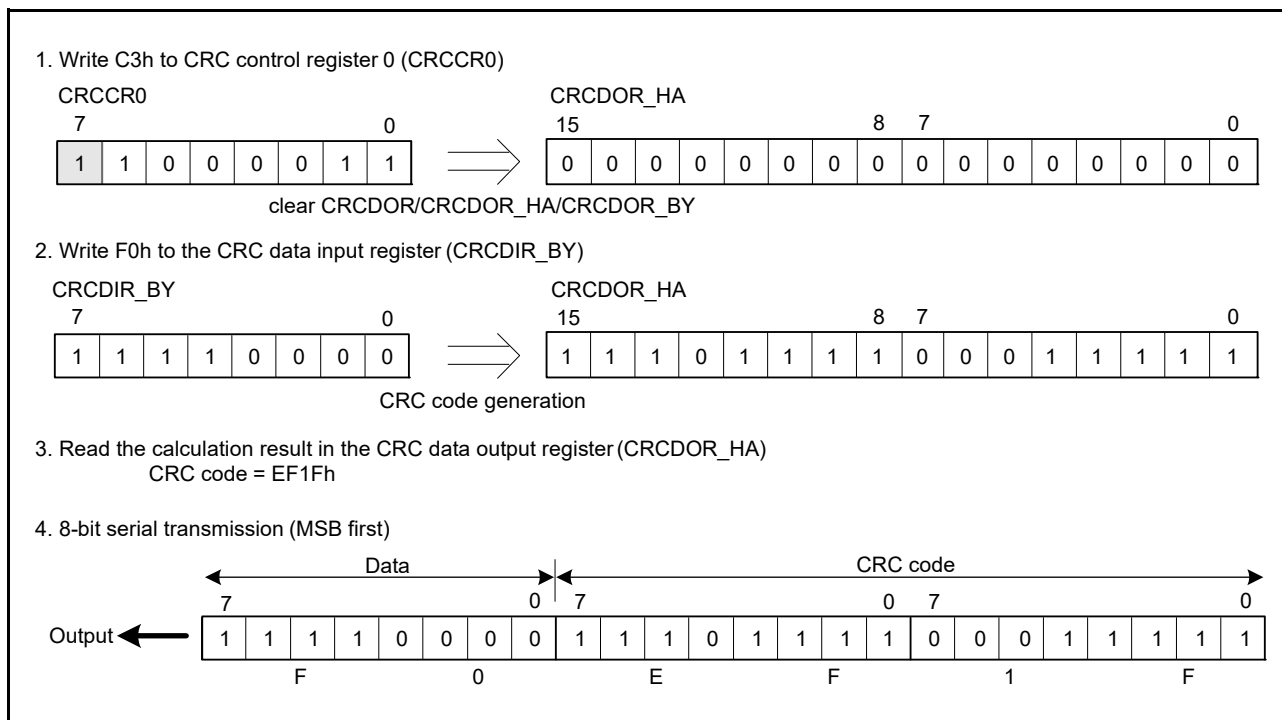 1. Write C3h to CRC control register 0 (CRCCR0)
CRCCR0 CRCDOR_HA
7 0 15 8 7 0
1 1 0 0 0 0 1 1 0 0 0 0 0 0 0 0 0 0 0 0 0 0 0 0
clear CRCDOR/CRCDOR_HA/CRCDOR_BY
2. Write F0h to the CRC data input register (CRCDIR_BY)
CRCDIR_BY CRCDOR_HA
7 0 15 8 7 0
1 1 1 1 0 0 0 0 1 1 1 0 1 1 1 1 0 0 0 1 1 1 1 1
CRC code generation
3. Read the calculation result in the CRC data output register (CRCDOR_HA)
CRC code = EF1Fh
4. 8-bit serial transmission (MSB first)
Data CRC code
7 0 7 0 7 0
Output 1 1 1 1 0 0 0 0 1 1 1 0 1 1 1 1 0 0 0 1 1 1 1 1
F 0 E F 1 F